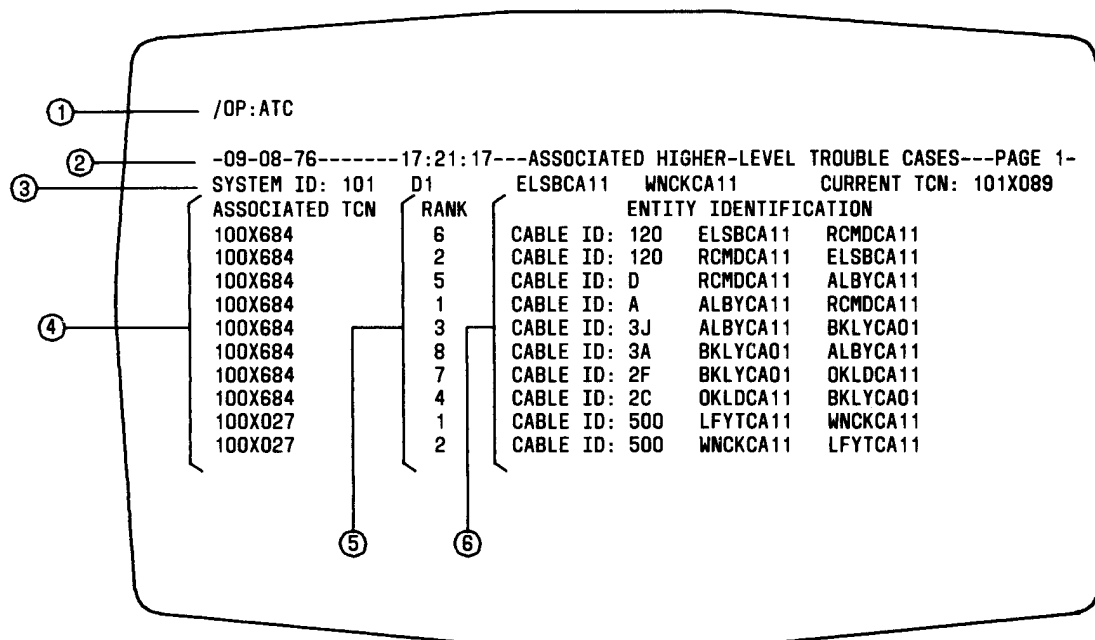 ① /OP:ATC
② -09-08-76-------17:21:17---ASSOCIATED HIGHER-LEVEL TROUBLE CASES---PAGE 1-
③ SYSTEM ID: 101 D1 ELSBCA11 WNCKCA11 CURRENT TCN: 101X089
ASSOCIATED TCN RANK ENTITY IDENTIFICATION
100X684 6 CABLE ID: 120 ELSBCA11 RCMDCA11
100X684 2 CABLE ID: 120 RCMDCA11 ELSBCA11
100X684 5 CABLE ID: D RCMDCA11 ALBYCA11
100X684 1 CABLE ID: A ALBYCA11 RCMDCA11
④ 100X684 3 CABLE ID: 3J ALBYCA11 BKLYCA01
100X684 8 CABLE ID: 3A BKLYCA01 ALBYCA11
100X684 7 CABLE ID: 2F BKLYCA01 OKLDCA11
100X684 4 CABLE ID: 2C OKLDCA11 BKLYCA01
100X027 1 CABLE ID: 500 LFYTCA11 WNCKCA11
100X027 2 CABLE ID: 500 WNCKCA11 LFYTCA11
⑤ ⑥